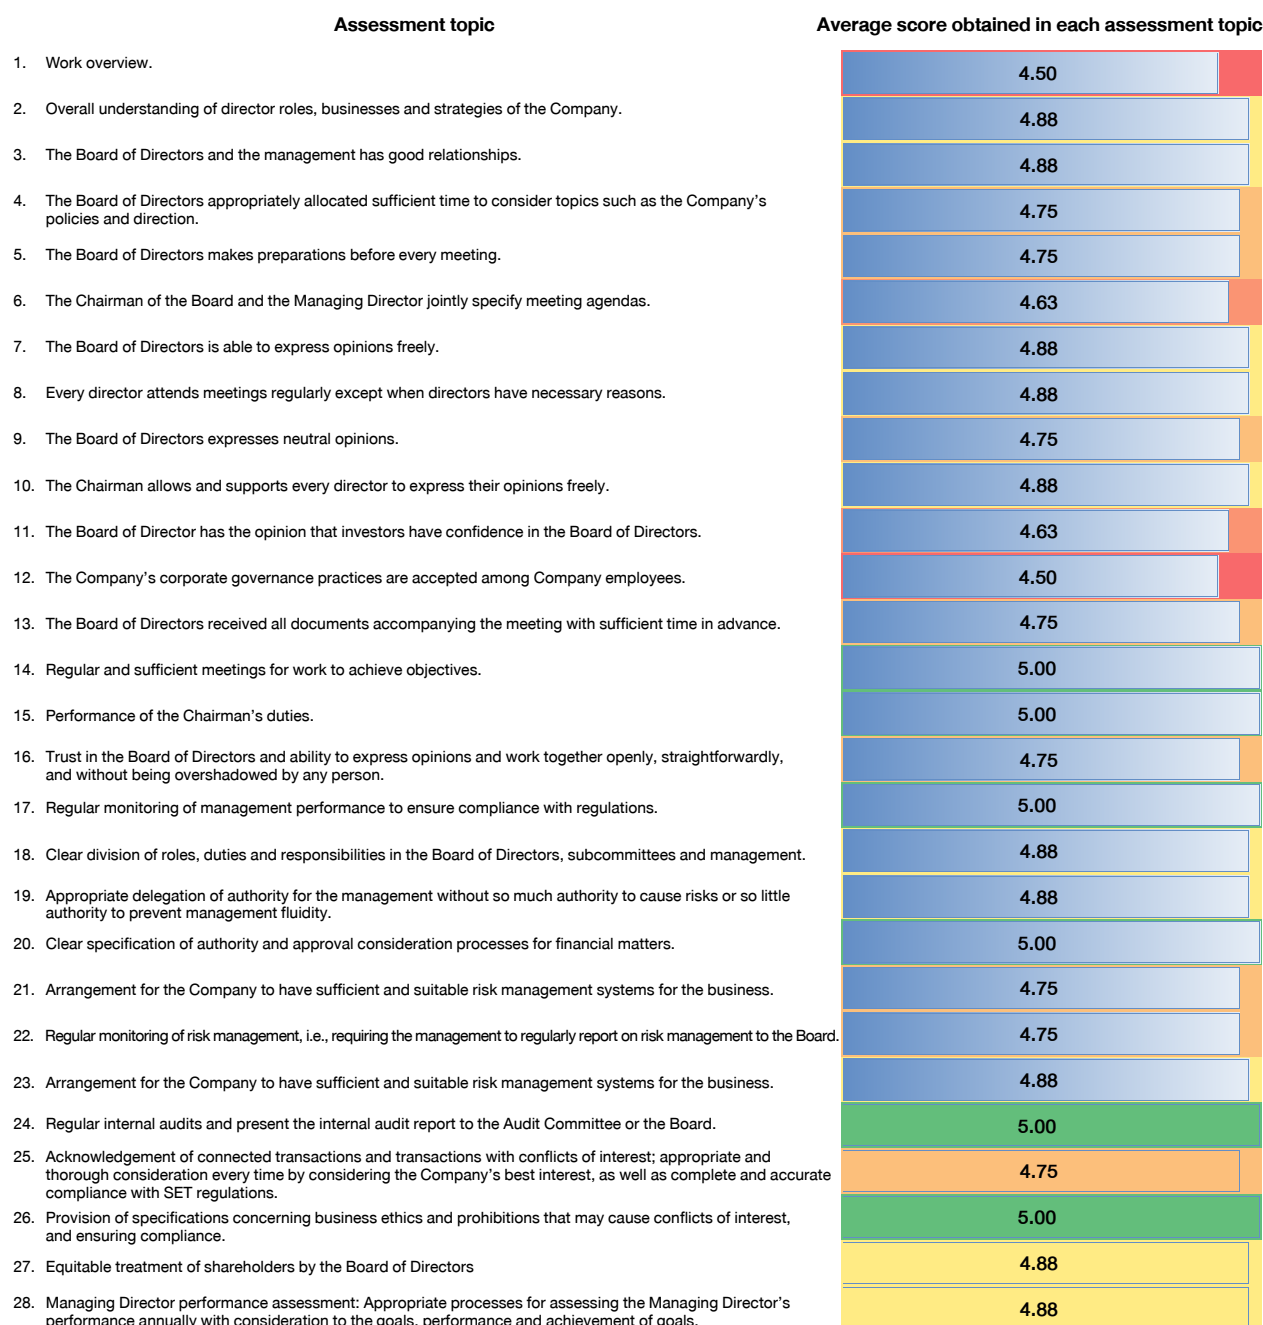 Assessment topic Average score obtained in each assessment topic
1. Work overview. 4.50
2. Overall understanding of director roles, businesses and strategies of the Company. 4.88
3. The Board of Directors and the management has good relationships. 4.88
4. The Board of Directors appropriately allocated sufficient time to consider topics such as the Company's
policies and direction. 4.75
5. The Board of Directors makes preparations before every meeting. 4.75
6. The Chairman of the Board and the Managing Director jointly specify meeting agendas. 4.63
7. The Board of Directors is able to express opinions freely. 4.88
8. Every director attends meetings regularly except when directors have necessary reasons. 4.88
9. The Board of Directors expresses neutral opinions. 4.75
10. The Chairman allows and supports every director to express their opinions freely. 4.88
11. The Board of Director has the opinion that investors have confidence in the Board of Directors. 4.63
12. The Company's corporate governance practices are accepted among Company employees. 4.50
13. The Board of Directors received all documents accompanying the meeting with sufficient time in advance. 4.75
14. Regular and sufficient meetings for work to achieve objectives. 5.00
15. Performance of the Chairman's duties. 5.00
16. Trust in the Board of Directors and ability to express opinions and work together openly, straightforwardly,
and without being overshadowed by any person. 4.75
17. Regular monitoring of management performance to ensure compliance with regulations. 5.00
18. Clear division of roles, duties and responsibilities in the Board of Directors, subcommittees and management. 4.88
19. Appropriate delegation of authority for the management without so much authority to cause risks or so little
authority to prevent management fluidity. 4.88
20. Clear specification of authority and approval consideration processes for financial matters. 5.00
21. Arrangement for the Company to have sufficient and suitable risk management systems for the business. 4.75
22. Regular monitoring of risk management, i.e., requiring the management to regularly report on risk management to the Board. 4.75
23. Arrangement for the Company to have sufficient and suitable risk management systems for the business. 4.88
24. Regular internal audits and present the internal audit report to the Audit Committee or the Board. 5.00
25. Acknowledgement of connected transactions and transactions with conflicts of interest; appropriate and
thorough consideration every time by considering the Company's best interest, as well as complete and accurate 4.75
compliance with SET regulations.
26. Provision of specifications concerning business ethics and prohibitions that may cause conflicts of interest, 5.00
and ensuring compliance.
27. Equitable treatment of shareholders by the Board of Directors 4.88
28. Managing Director performance assessment: Appropriate processes for assessing the Managing Director's 4.88
performance annually with consideration to the goals, performance and achievement of goals.